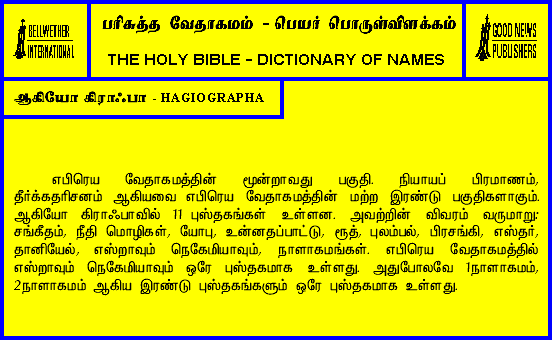 BELLWETHER
INTERNATIONAL
பரிசுத்த வேதாகமம் - பெயர் பொருள்விளக்கம்
THE HOLY BIBLE - DICTIONARY OF NAMES
GOOD NEWS
PUBLISHERS
ஆகியோ கிராஃபா - HAGIOGRAPHA
எபிரெய வேதாகமத்தின் மூன்றாவது பகுதி. நியாயப் பிரமாணம்,
தீர்க்கதரிசனம் ஆகியவை எபிரெய வேதாகமத்தின் மற்ற இரண்டு பகுதிகளாகும்.
ஆகியோ கிராஃபாவில் 11 புஸ்தகங்கள் உள்ளன. அவற்றின் விவரம் வருமாறு;
சங்கீதம், நீதி மொழிகள், யோபு, உன்னதப்பாட்டு, ரூத், புலம்பல், பிரசங்கி, எஸ்தர்,
தானியேல், எஸ்றாவும் நெகேமியாவும், நாளாகமங்கள். எபிரெய வேதாகமத்தில்
எஸ்றாவும் நெகேமியாவும் ஒரே புஸ்தகமாக உள்ளது. அதுபோலவே 1நாளாகமம்,
2நாளாகமம் ஆகிய இரண்டு புஸ்தகங்களும் ஒரே புஸ்தகமாக உள்ளது.